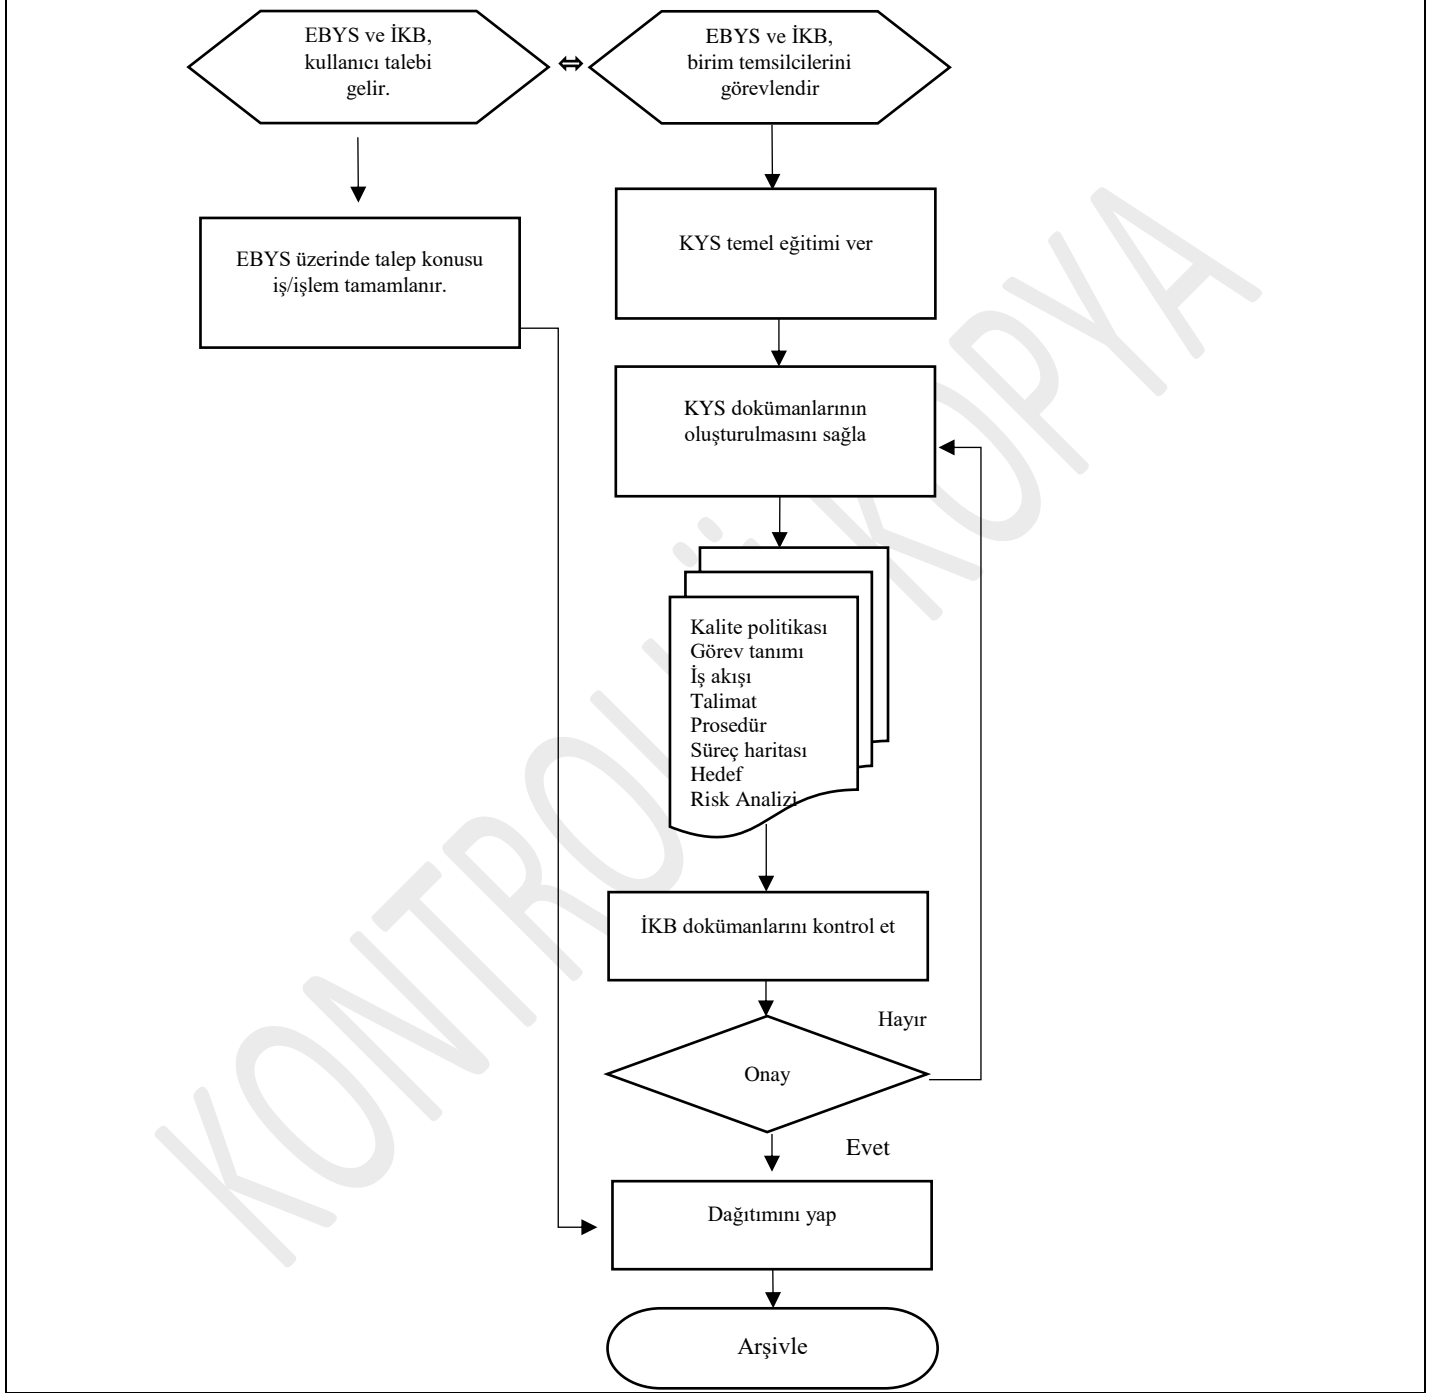 EBYS ve İKB,
kullanıcı talebi
gelir.
EBYS ve İKB,
birim temsilcilerini
görevlendir
EBYS üzerinde talep konusu
iş/işlem tamamlanır.
KYS temel eğitimi ver
KYS dokümanlarının
oluşturulmasını sağla
Kalite politikası
Görev tanımı
İş akışı
Talimat
Prosedür
Süreç haritası
Hedef
Risk Analizi
İKB dokümanlarını kontrol et
Hayır
Onay
Evet
Dağıtımını yap
Arşivle
KONTROLLÜ KOPYA